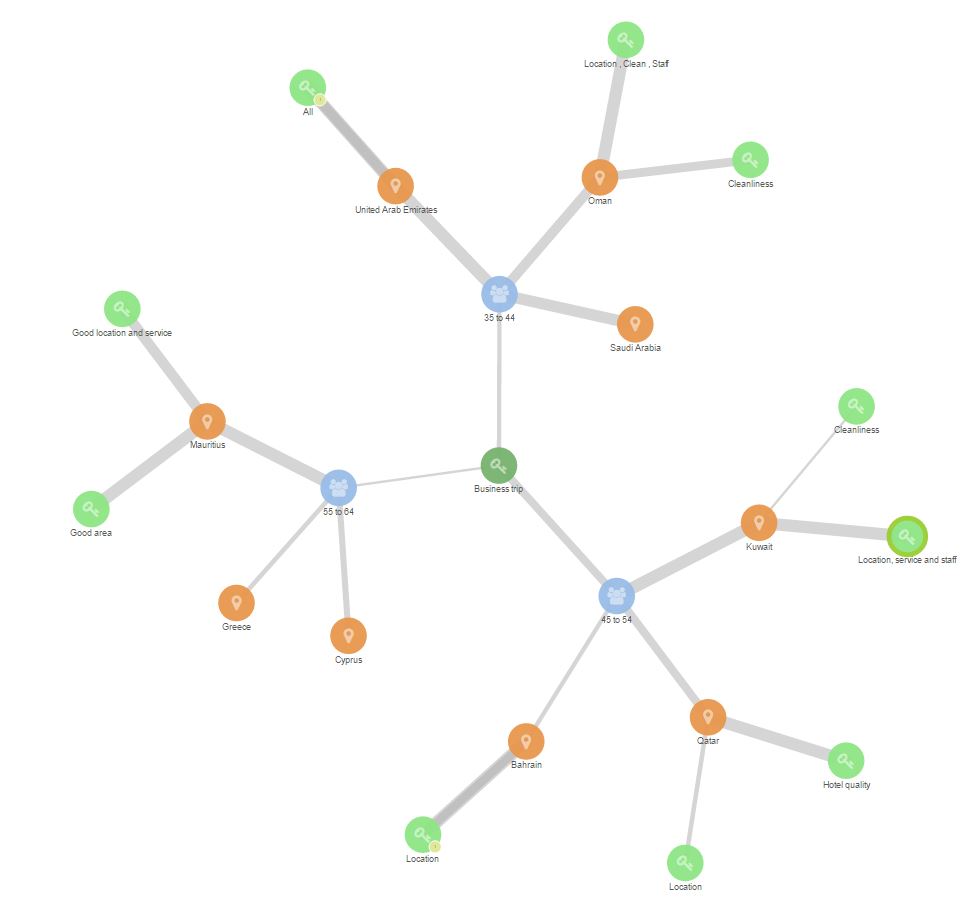 Location , Clean , Staff
All
Cleanliness
Oman
United Arab Emirates
35 to 44
Good location and service
Saudi Arabia
Cleanliness
Mauritius
Business trip
55 to 64
Good area
Kuwait
Location, service and staff
45 to 54
Greece
Cyprus
Qatar
Bahrain
Hotel quality
Location
Location